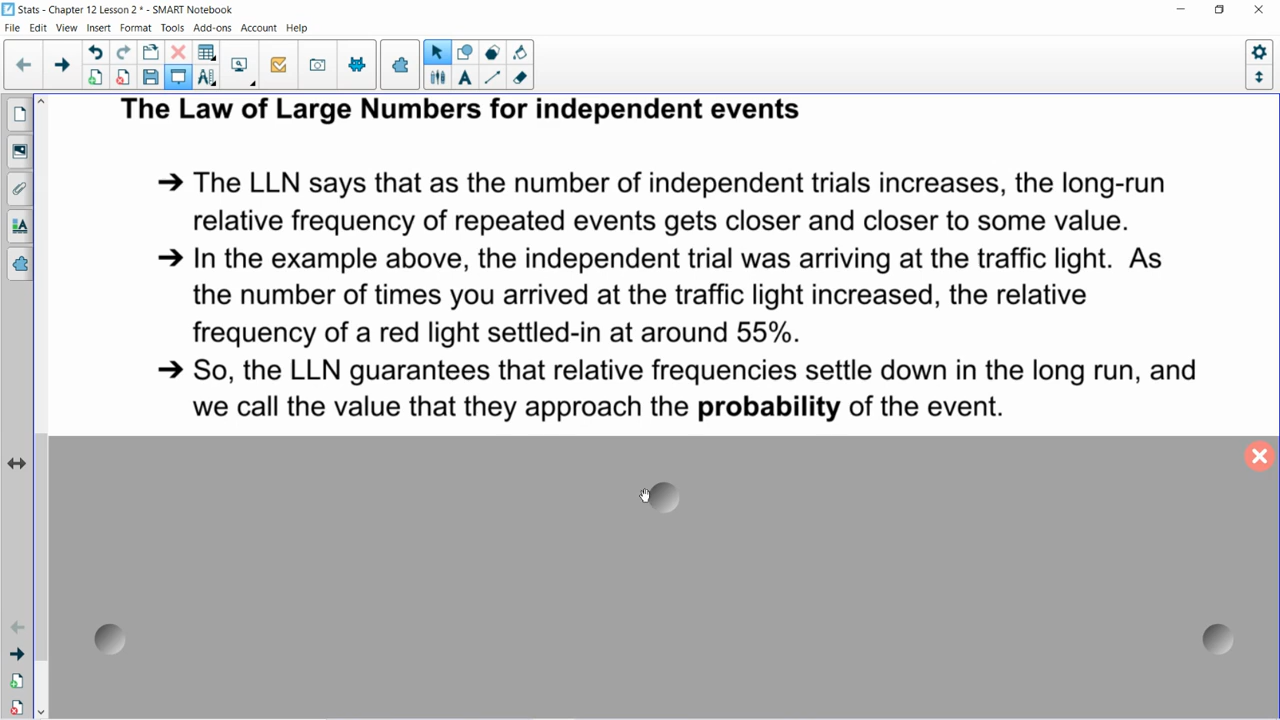 Stats - Chapter 12 Lesson 2 * - SMART Notebook
File Edit View Insert Format Tools Add-ons Account Help
The Law of Large Numbers for independent events
➔ The LLN says that as the number of independent trials increases, the long-run
relative frequency of repeated events gets closer and closer to some value.
➔ In the example above, the independent trial was arriving at the traffic light. As
the number of times you arrived at the traffic light increased, the relative
frequency of a red light settled-in at around 55%.
➔ So, the LLN guarantees that relative frequencies settle down in the long run, and
we call the value that they approach the probability of the event.